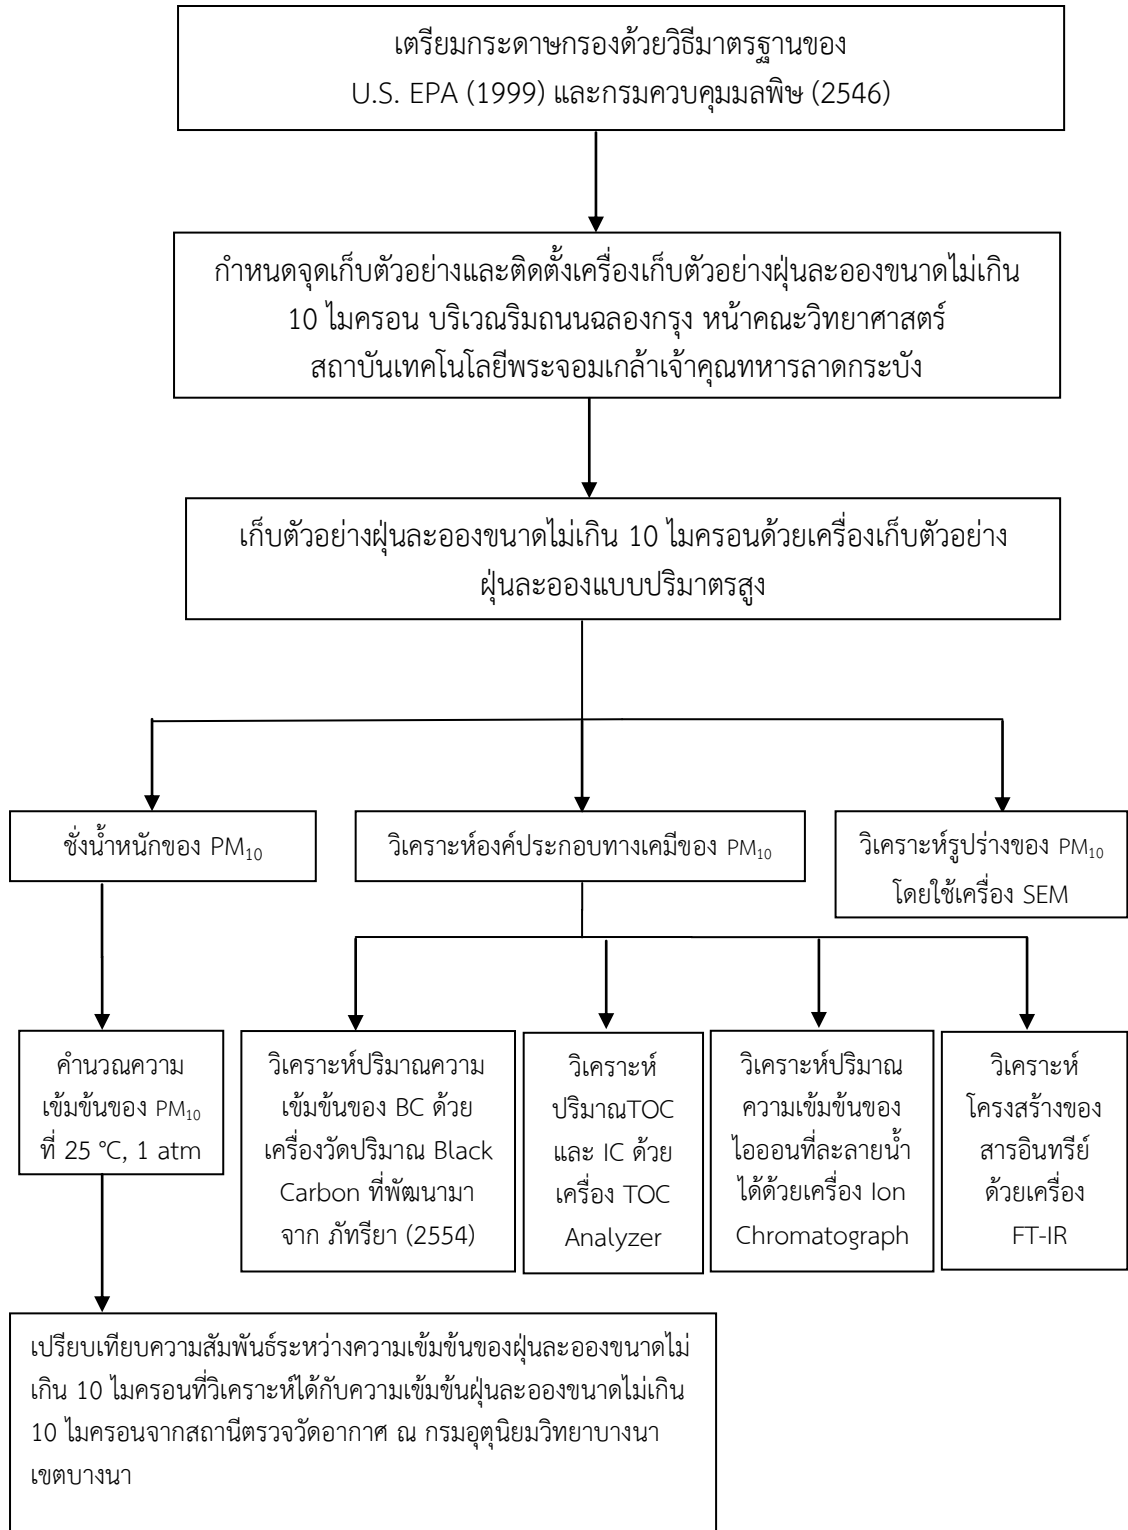 เตรียมกระดาษกรองด้วยวิธีมาตรฐานของ
U.S. EPA (1999) และกรมควบคุมมลพิษ (2546)
กำหนดจุดเก็บตัวอย่างและติดตั้งเครื่องเก็บตัวอย่างฝุ่นละอองขนาดไม่เกิน
10 ไมครอน บริเวณริมถนนฉลองกรุง หน้าคณะวิทยาศาสตร์
สถาบันเทคโนโลยีพระจอมเกล้าเจ้าคุณทหารลาดกระบัง
เก็บตัวอย่างฝุ่นละอองขนาดไม่เกิน 10 ไมครอนด้วยเครื่องเก็บตัวอย่าง
ฝุ่นละอองแบบปริมาตรสูง
ชั่งน้ำหนักของ PM₁₀
วิเคราะห์องค์ประกอบทางเคมีของ PM₁₀
วิเคราะห์รูปร่างของ PM₁₀
โดยใช้เครื่อง SEM
คำนวณความ
เข้มข้นของ PM₁₀
ที่ 25 °C, 1 atm
วิเคราะห์ปริมาณความ
เข้มข้นของ BC ด้วย
เครื่องวัดปริมาณ Black
Carbon ที่พัฒนามา
จาก ภัทรียา (2554)
วิเคราะห์
ปริมาณTOC
และ IC ด้วย
เครื่อง TOC
Analyzer
วิเคราะห์ปริมาณ
ความเข้มข้นของ
ไอออนที่ละลายน้ำ
ได้ด้วยเครื่อง Ion
Chromatograph
วิเคราะห์
โครงสร้างของ
สารอินทรีย์
ด้วยเครื่อง
FT-IR
เปรียบเทียบความสัมพันธ์ระหว่างความเข้มข้นของฝุ่นละอองขนาดไม่
เกิน 10 ไมครอนที่วิเคราะห์ได้กับความเข้มข้นฝุ่นละอองขนาดไม่เกิน
10 ไมครอนจากสถานีตรวจวัดอากาศ ณ กรมอุตุนิยมวิทยาบางนา
เขตบางนา